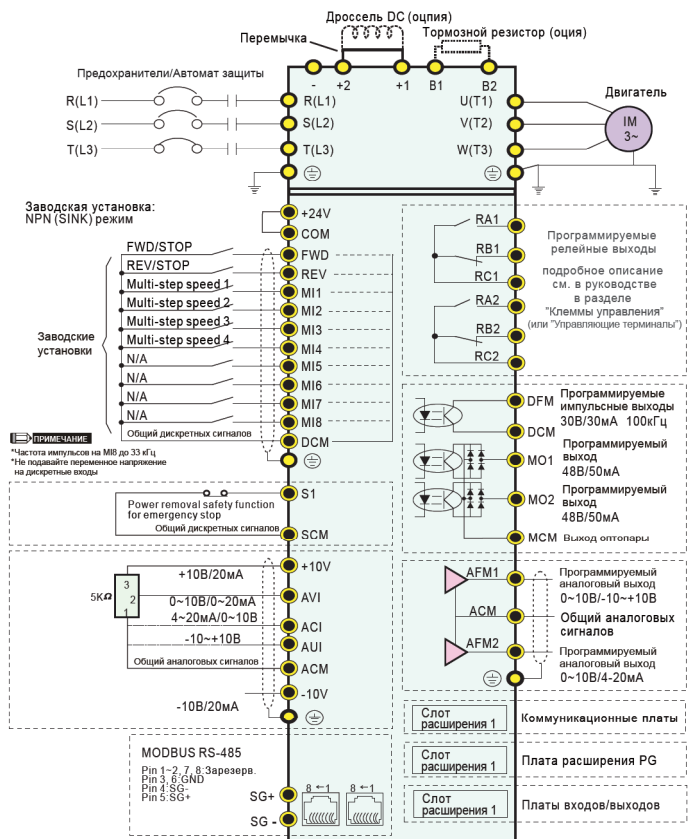 Дроссель DC (оцпия)
Перемычка
Тормозной резистор (оция)
Предохранители/Автомат защиты
- +2 +1 B1 B2
Двигатель
R(L1)
S(L2)
T(L3)
R(L1)
S(L2)
T(L3)
U(T1)
V(T2)
W(T3)
IM
3~
Заводская установка:
NPN (SINK) режим
+24V
COM
FWD/STOP
REV/STOP
Multi-step speed 1
Multi-step speed 2
Multi-step speed 3
Multi-step speed 4
N/A
N/A
N/A
N/A
Общий дискретных сигналов
Заводские
установки
FWD
REV
MI1
MI2
MI3
MI4
MI5
MI6
MI7
MI8
DCM
ПРИМЕЧАНИЕ
*Частота импульсов на MI8 до 33 кГц
*Не подавайте переменное напряжение
на дискретные входы
RA1
RB1
RC1
RA2
RB2
RC2
Программируемые
релейные выходы
подробное описание
см. в руководстве
в разделе
"Клеммы управления"
(или "Управляющие терминалы")
S1
Power removal safety function
for emergency stop
Общий дискретных сигналов
SCM
DFM
DCM
MO1
MO2
MCM
Программируемые
импульсные выходы
30В/30мА 100кГц
Программируемый
выход
48В/50мА
Программируемый
выход
48В/50мА
Выход оптопары
+10V
AVI
ACI
AUI
ACM
-10V
5KΩ
3
2
1
+10В/20мА
0~10В/0~20мА
4~20мА/0~10В
-10~+10В
Общий аналоговых сигналов
-10В/20мА
AFM1
ACM
AFM2
Программируемый
аналоговый выход
0~10В/-10~+10В
Общий аналоговых
сигналов
Программируемый
аналоговый выход
0~10В/4-20мА
Слот
расширения 1
Коммуникационные платы
Слот
расширения 1
Плата расширения PG
Слот
расширения 1
Платы входов/выходов
MODBUS RS-485
Pin 1~2, 7, 8:Зарезерв.
Pin 3, 6:GND
Pin 4:SG-
Pin 5:SG+
SG+
SG -
8 ←1
8 ←1